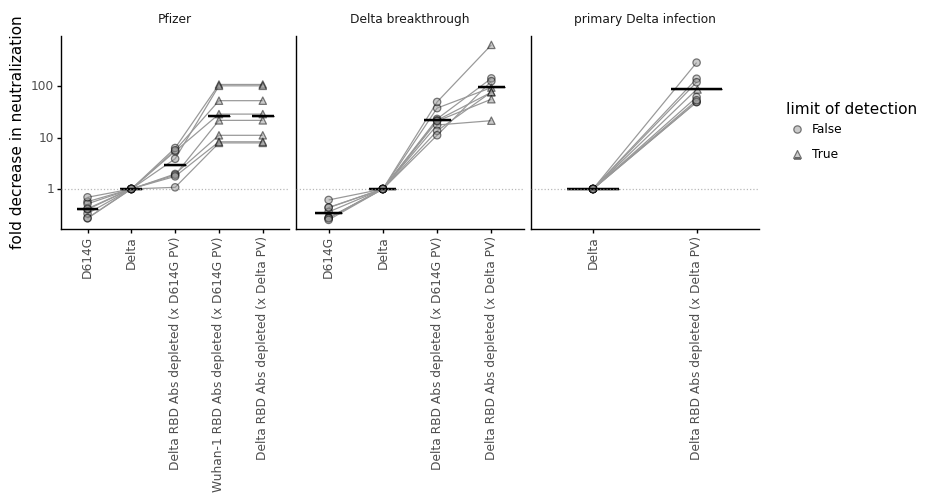 Pfizer
Delta breakthrough
primary Delta infection
fold decrease in neutralization
100
10
1
D614G
Delta
Delta RBD Abs depleted (x D614G PV)
Wuhan-1 RBD Abs depleted (x D614G PV)
Delta RBD Abs depleted (x Delta PV)
D614G
Delta
Delta RBD Abs depleted (x D614G PV)
Delta RBD Abs depleted (x Delta PV)
Delta
Delta RBD Abs depleted (x Delta PV)
limit of detection
False
True